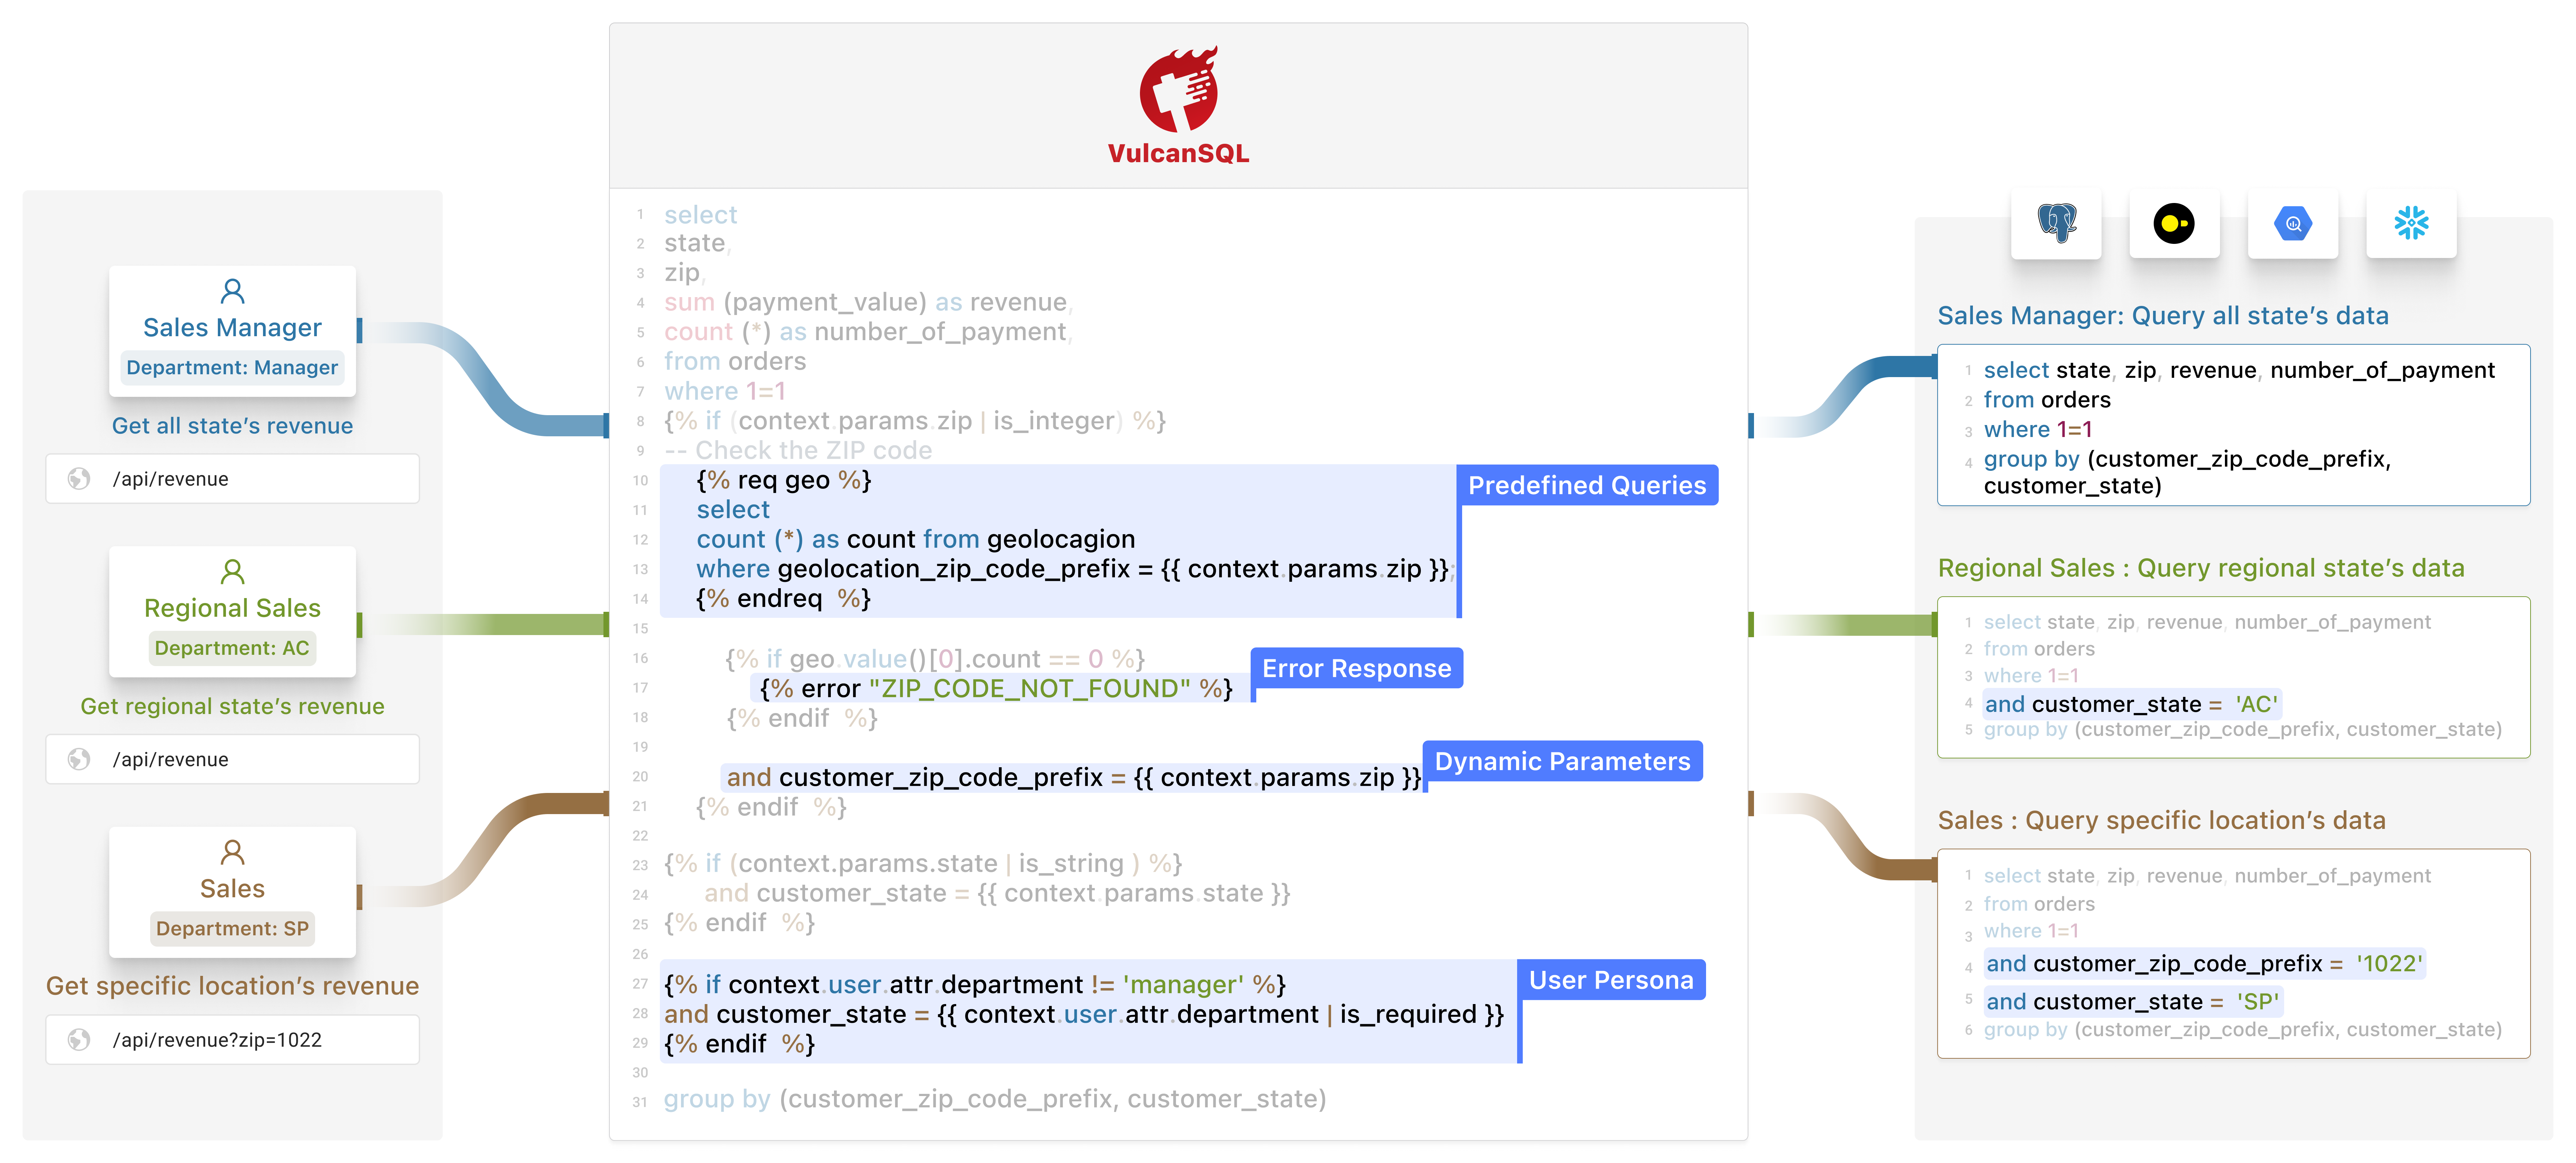 Sales Manager
Department: Manager
Get all state's revenue
/api/revenue
Regional Sales
Department: AC
Get regional state's revenue
/api/revenue
Sales
Department: SP
Get specific location's revenue
/api/revenue?zip=1022
VulcanSQL
1 select
2 state,
3 zip,
4 sum (payment_value) as revenue,
5 count (*) as number_of_payment,
6 from orders
7 where 1=1
8 {% if (context.params.zip | is_integer) %}
9 -- Check the ZIP code
10 {% req geo %}
11 select
12 count (*) as count from geolocagion
13 where geolocation_zip_code_prefix = {{ context.params.zip }};
14 {% endreq %}
Predefined Queries
15
16 {% if geo.value()[0].count == 0 %}
17 {% error "ZIP_CODE_NOT_FOUND" %}
Error Response
18 {% endif %}
19
20 and customer_zip_code_prefix = {{ context.params.zip }}
Dynamic Parameters
21 {% endif %}
22
23 {% if (context.params.state | is_string ) %}
24 and customer_state = {{ context.params.state }}
25 {% endif %}
26
27 {% if context.user.attr.department != 'manager' %}
28 and customer_state = {{ context.user.attr.department | is_required }}
29 {% endif %}
User Persona
30
31 group by (customer_zip_code_prefix, customer_state)
Sales Manager: Query all state's data
1 select state, zip, revenue, number_of_payment
2 from orders
3 where 1=1
4 group by (customer_zip_code_prefix,
customer_state)
Regional Sales : Query regional state's data
1 select state, zip, revenue, number_of_payment
2 from orders
3 where 1=1
4 and customer_state = 'AC'
5 group by (customer_zip_code_prefix, customer_state)
Sales : Query specific location's data
1 select state, zip, revenue, number_of_payment
2 from orders
3 where 1=1
4 and customer_zip_code_prefix = '1022'
5 and customer_state = 'SP'
6 group by (customer_zip_code_prefix, customer_state)